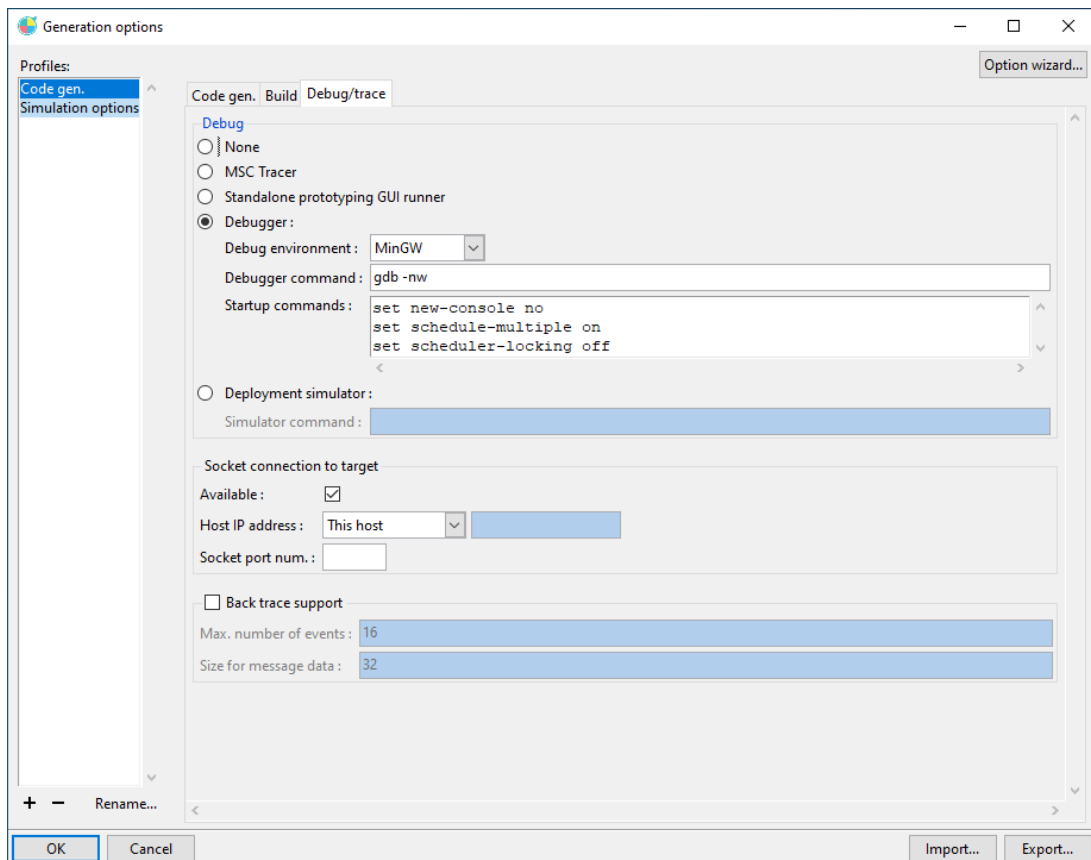 Generation options
Profiles:
Option wizard...
Code gen.
Simulation options
Code gen. Build Debug/trace
Debug
None
MSC Tracer
Standalone prototyping GUI runner
Debugger :
Debug environment : MinGW
Debugger command : gdb -nw
Startup commands : set new-console no
set schedule-multiple on
set scheduler-locking off
Deployment simulator :
Simulator command :
Socket connection to target
Available :
Host IP address : This host
Socket port num. :
Back trace support
Max. number of events : 16
Size for message data : 32
Rename...
OK Cancel Import... Export...